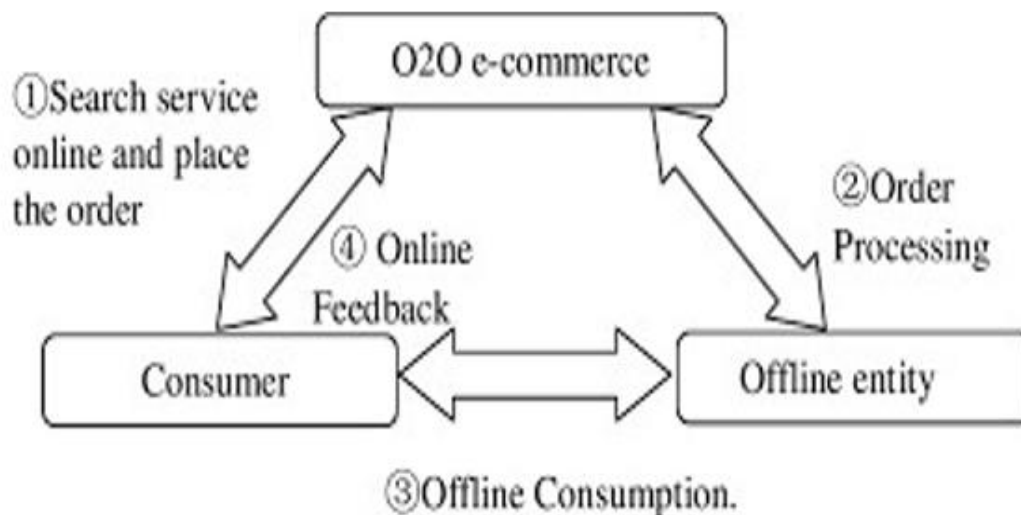 O2O e-commerce
①Search service
online and place
the order
②Order
Processing
④ Online
Feedback
Consumer
Offline entity
③Offline Consumption.